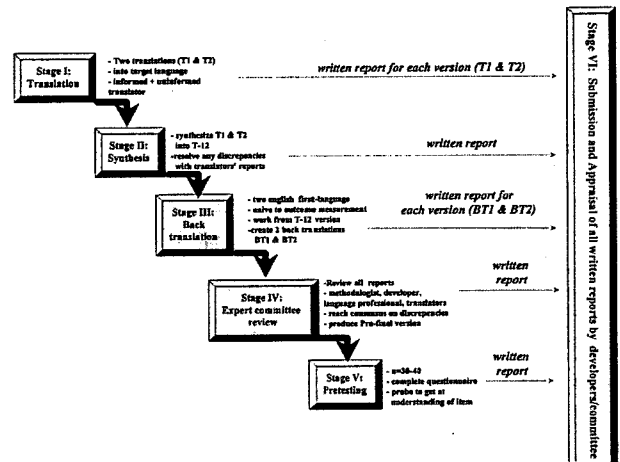 Stage I:
Translation
- Two translations (T1 & T2)
- into target language
- informed + uninformed
translator
written report for each version (T1 & T2)
Stage II:
Synthesis
- synthesize T1 & T2
into T-12
- resolve any discrepancies
with translators' reports
written report
Stage III:
Back
translation
- two english first-language
- naive to outcome measurement
- work from T-12 version
-create 2 back translations
BT1 & BT2
written report for
each version (BT1 & BT2)
Stage IV:
Expert committee
review
-Review all reports
- methodologist, developer,
language professional, translators
- reach consensus on discrepancies
- produce Pre-final version
written
report
Stage V:
Pretesting
- n=30-40
- complete questionnaire
- probe to get at
understanding of item
written
report
Stage VI: Submission and Appraisal of all written reports by developers/committee